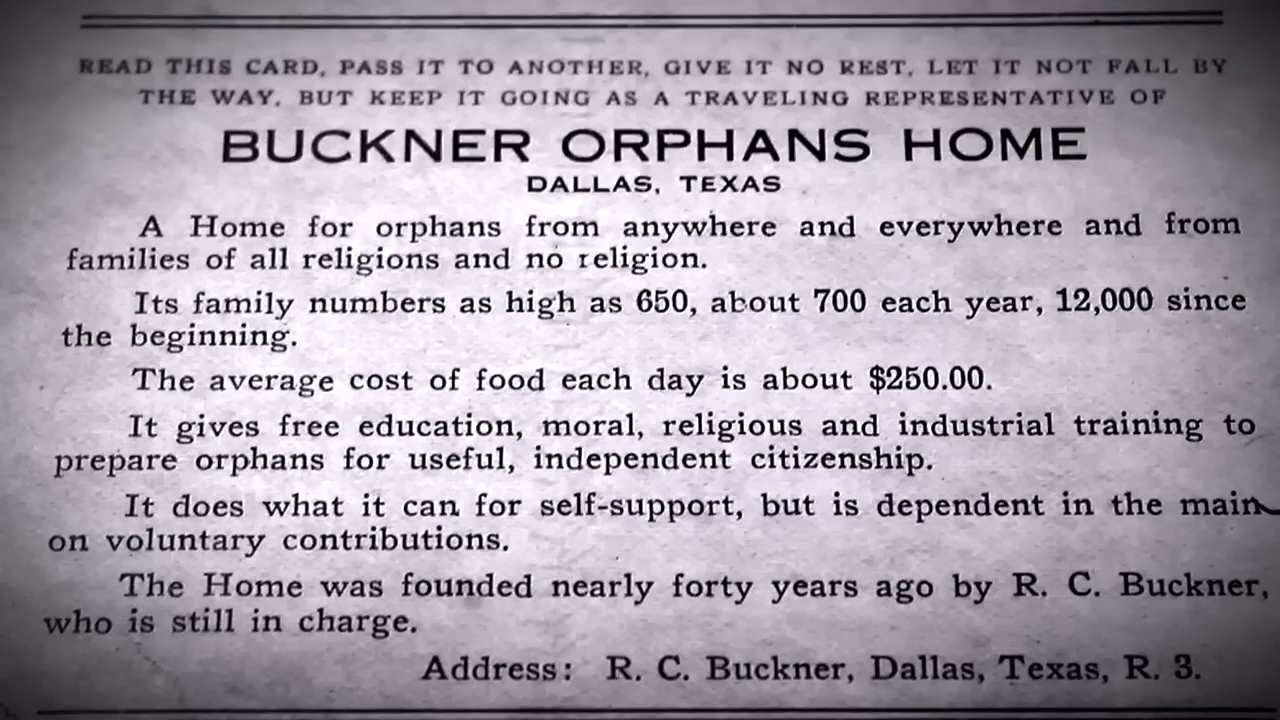 READ THIS CARD, PASS IT TO ANOTHER, GIVE IT NO REST, LET IT NOT FALL BY
THE WAY, BUT KEEP IT GOING AS A TRAVELING REPRESENTATIVE OF
BUCKNER ORPHANS HOME
DALLAS, TEXAS
A Home for orphans from anywhere and everywhere and from
families of all religions and no religion.
Its family numbers as high as 650, about 700 each year, 12,000 since
the beginning.
The average cost of food each day is about $250.00.
It gives free education, moral, religious and industrial training to
prepare orphans for useful, independent citizenship.
It does what it can for self-support, but is dependent in the main
on voluntary contributions.
The Home was founded nearly forty years ago by R. C. Buckner,
who is still in charge.
Address: R. C. Buckner, Dallas, Texas, R. 3.